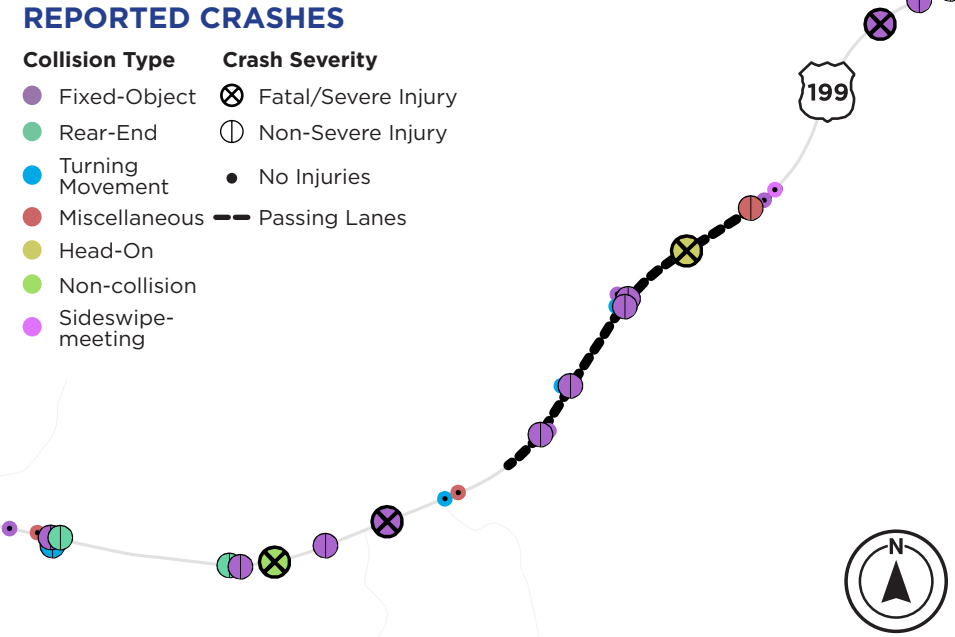 REPORTED CRASHES
Collision Type
Fixed-Object
Rear-End
Turning
Movement
Miscellaneous
Head-On
Non-collision
Sideswipe-
meeting
Crash Severity
Fatal/Severe Injury
Non-Severe Injury
No Injuries
Passing Lanes
199
N